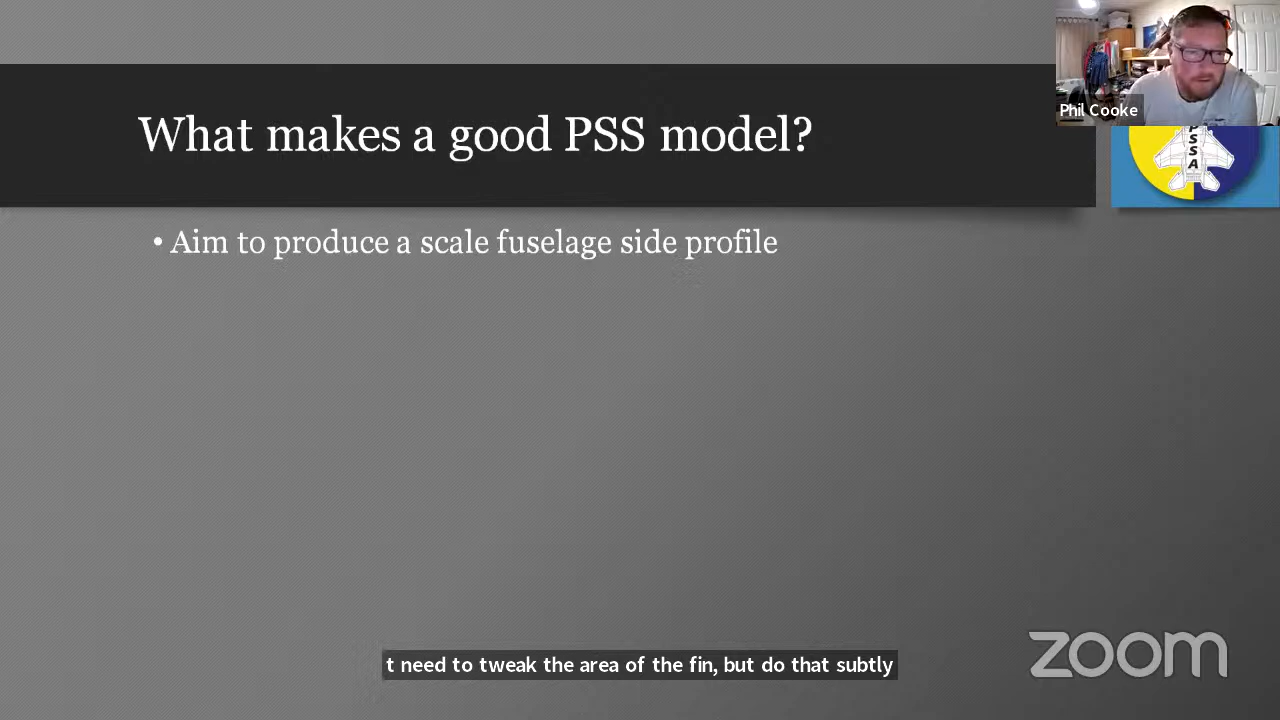 What makes a good PSS model?
Phil Cooke
P
S
S
A
• Aim to produce a scale fuselage side profile
t need to tweak the area of the fin, but do that subtly
zoom